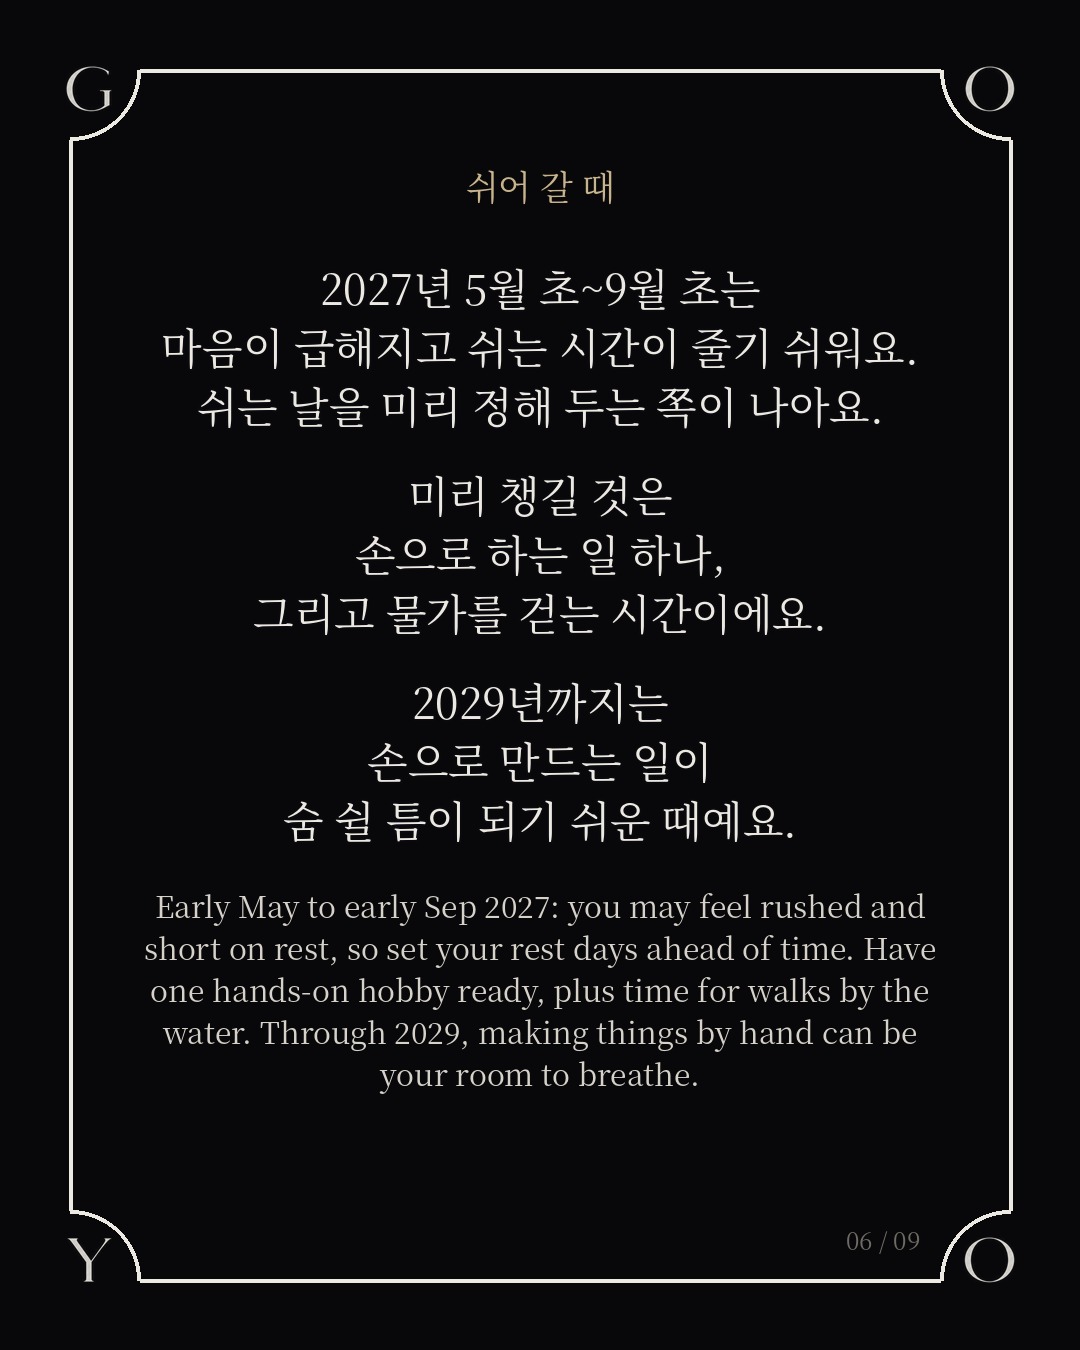 G
O
쉬어 갈 때
2027년 5월 초~9월 초는
마음이 급해지고 쉬는 시간이 줄기 쉬워요.
쉬는 날을 미리 정해 두는 쪽이 나아요.
미리 챙길 것은
손으로 하는 일 하나,
그리고 물가를 걷는 시간이에요.
2029년까지는
손으로 만드는 일이
숨 쉴 틈이 되기 쉬운 때예요.
Early May to early Sep 2027: you may feel rushed and
short on rest, so set your rest days ahead of time. Have
one hands-on hobby ready, plus time for walks by the
water. Through 2029, making things by hand can be
your room to breathe.
06 / 09
Y
O